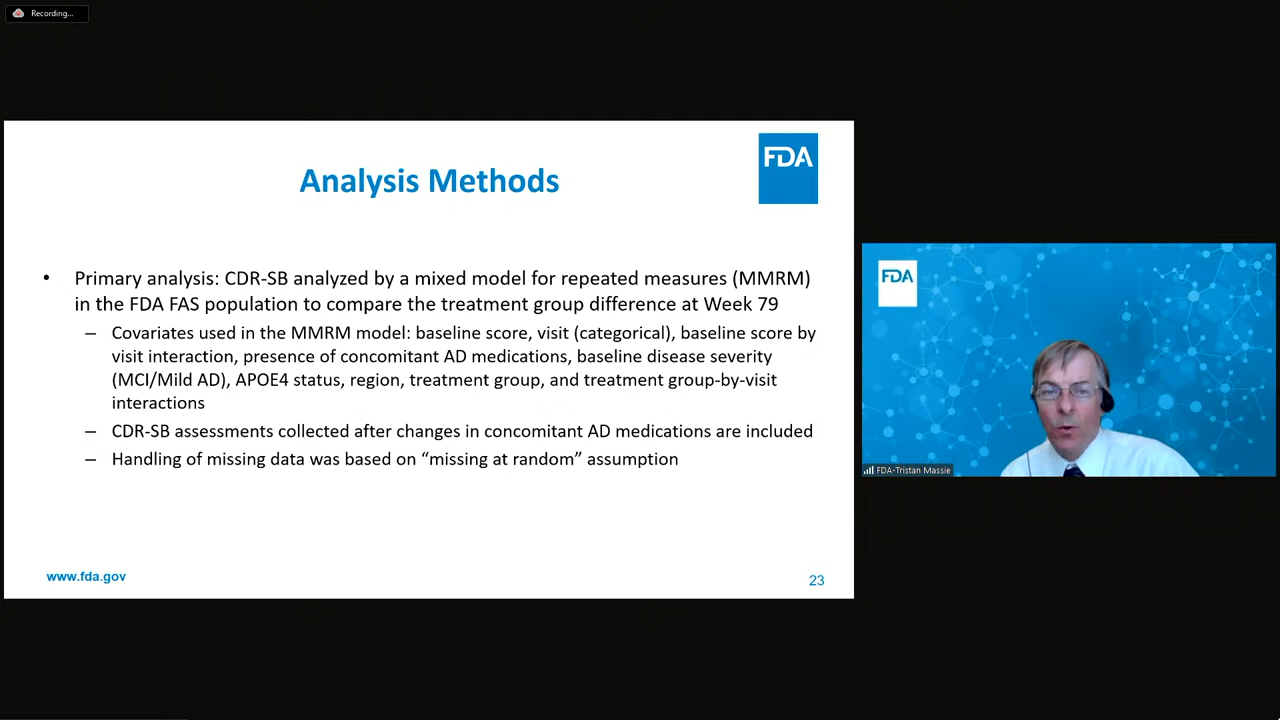 Recording...
FDA
Analysis Methods
• Primary analysis: CDR-SB analyzed by a mixed model for repeated measures (MMRM)
in the FDA FAS population to compare the treatment group difference at Week 79
– Covariates used in the MMRM model: baseline score, visit (categorical), baseline score by
visit interaction, presence of concomitant AD medications, baseline disease severity
(MCI/Mild AD), APOE4 status, region, treatment group, and treatment group-by-visit
interactions
– CDR-SB assessments collected after changes in concomitant AD medications are included
– Handling of missing data was based on “missing at random” assumption
www.fda.gov
23
FDA
FDA-Tristan Massie